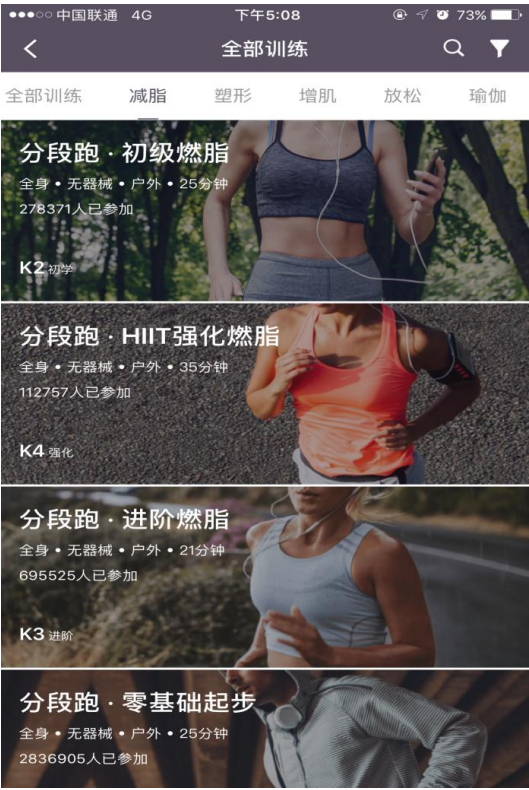 中国联通 4G 下午5:08 73%
全部训练
全部训练 减脂 塑形 增肌 放松 瑜伽
分段跑 · 初级燃脂
全身 • 无器械 • 户外 • 25分钟
278371人已参加
K2 初学
分段跑 · HIIT强化燃脂
全身 • 无器械 • 户外 • 35分钟
112757人已参加
K4 强化
分段跑 · 进阶燃脂
全身 • 无器械 • 户外 • 21分钟
695525人已参加
K3 进阶
分段跑 · 零基础起步
全身 • 无器械 • 户外 • 25分钟
2836905人已参加